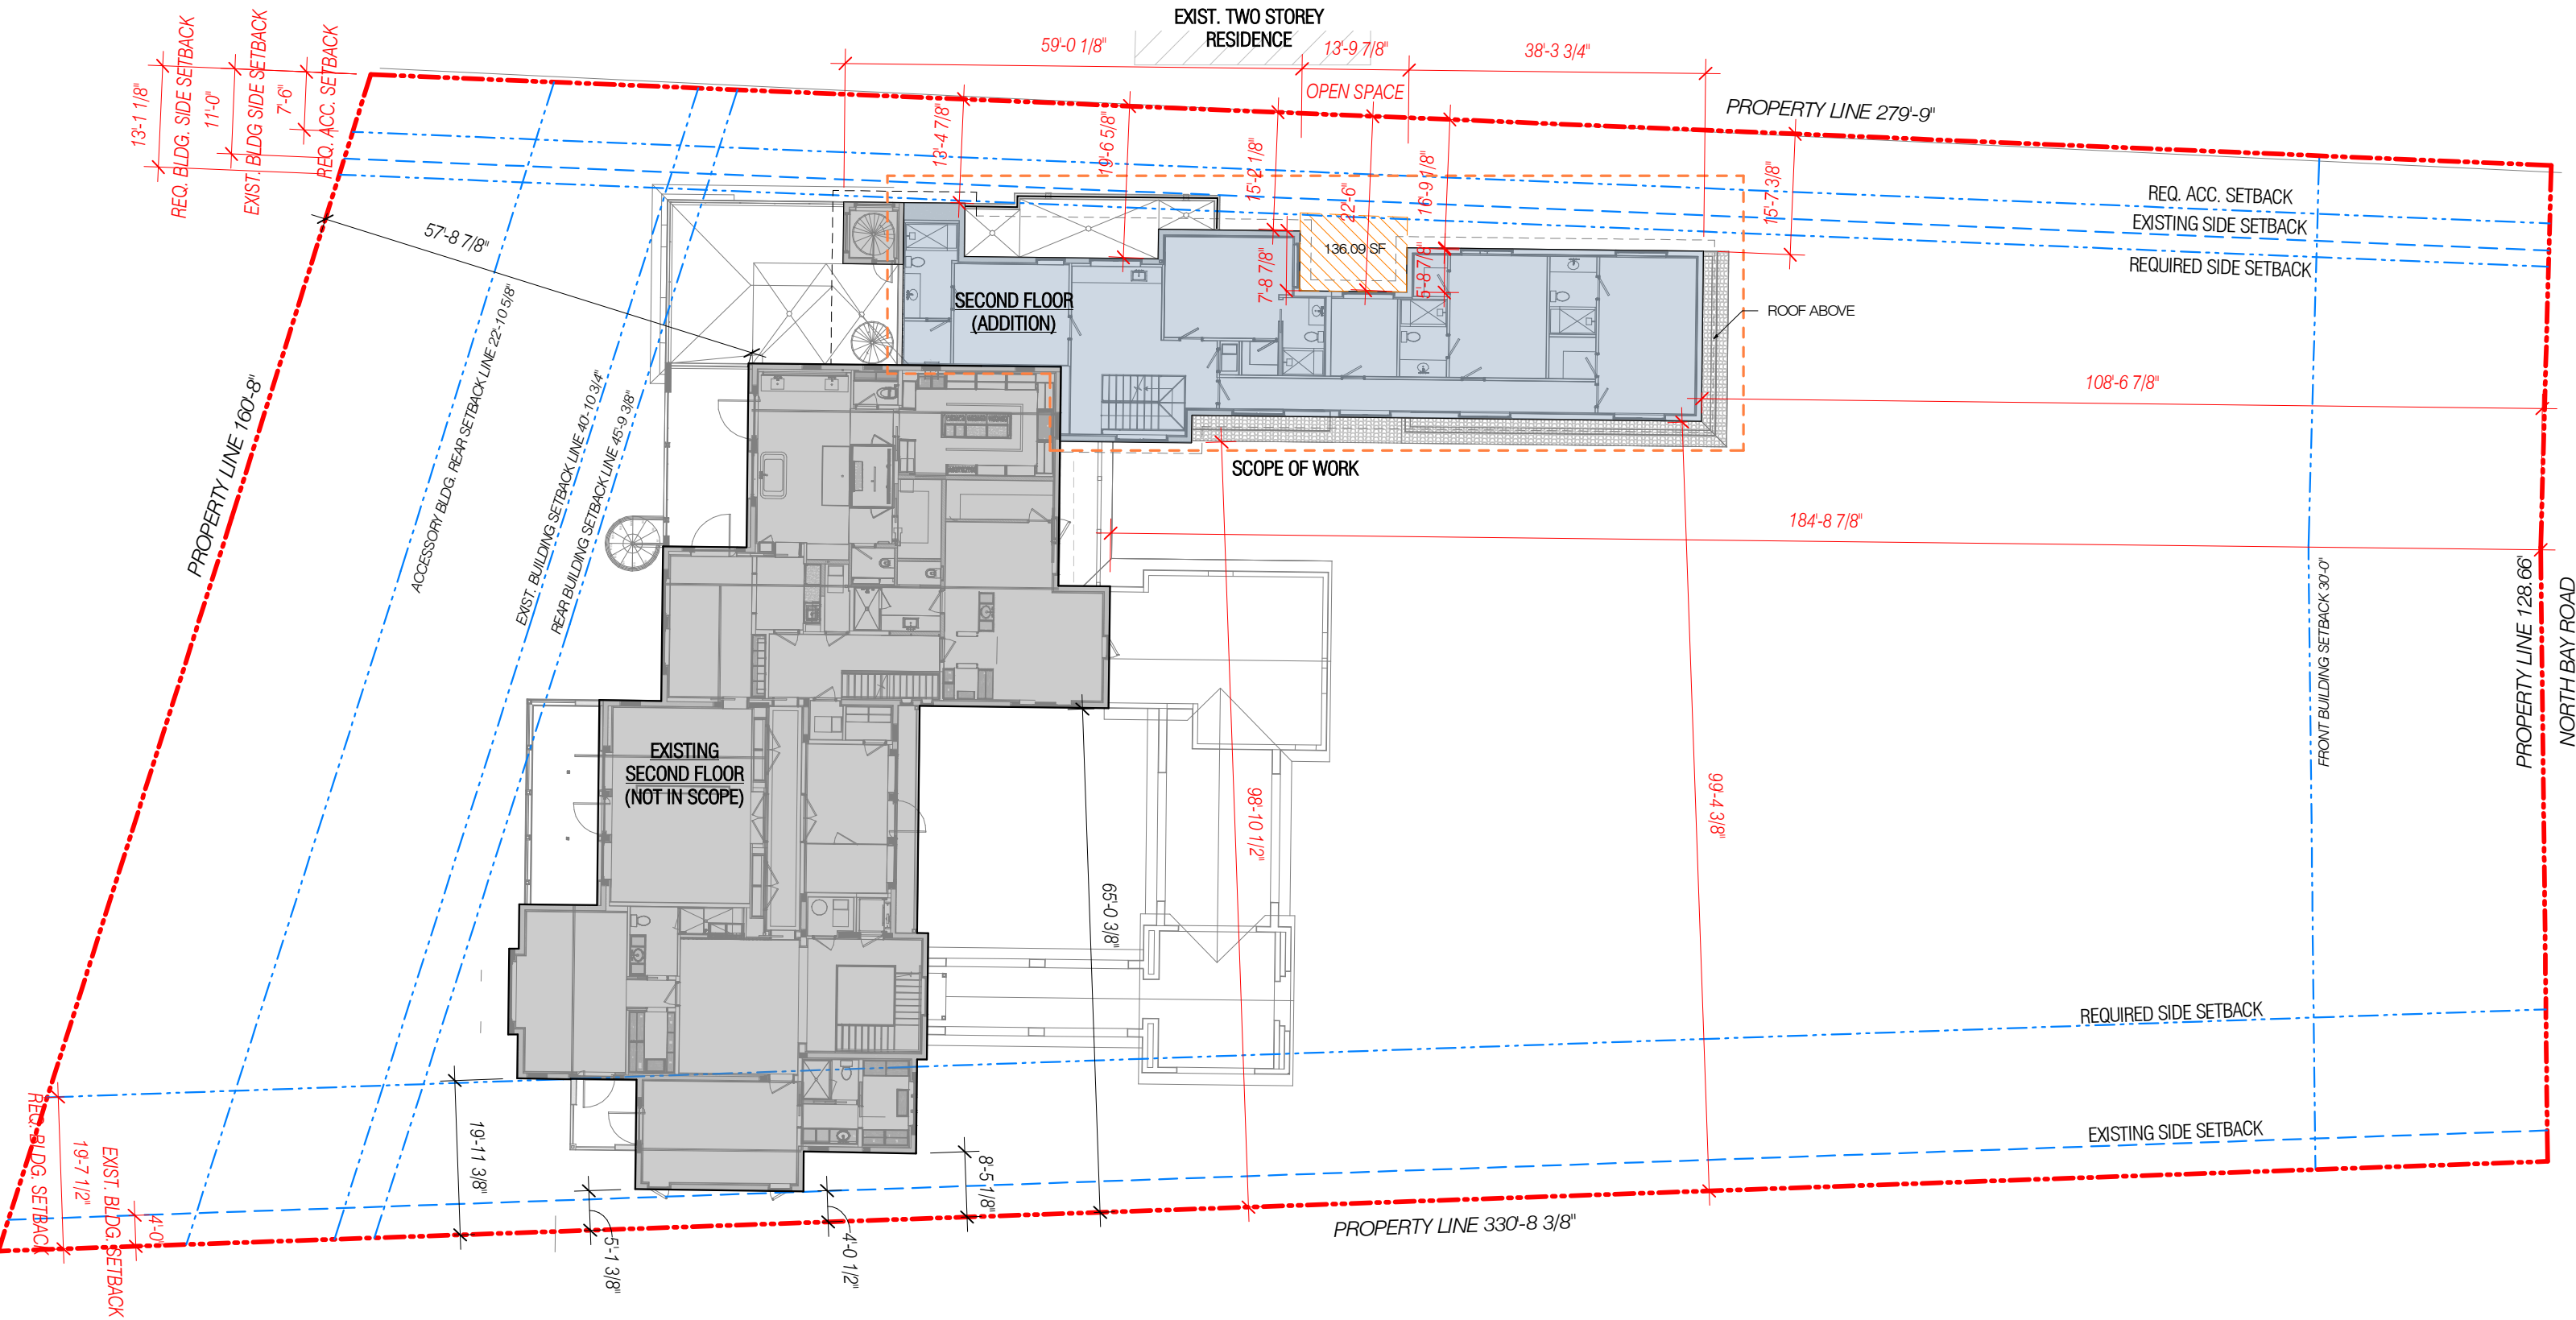 EXIST. TWO STOREY
RESIDENCE
59'-0 1/8"
13'-9 7/8"
38'-3 3/4"
OPEN SPACE
PROPERTY LINE 279'-9"
13'-1 1/8"
REQ. BLDG. SIDE SETBACK
11'-0"
EXIST. BLDG SIDE SETBACK
7'-6"
REQ. ACC. SETBACK
13'-4 7/8"
19'-6 5/8"
15'-2 1/8"
22'-6"
16'-9 1/8"
15'-7 3/8"
REQ. ACC. SETBACK
EXISTING SIDE SETBACK
REQUIRED SIDE SETBACK
57'-8 7/8"
136.09 SF
7'-8 7/8"
5'-8 7/8"
SECOND FLOOR
(ADDITION)
ROOF ABOVE
108'-6 7/8"
SCOPE OF WORK
184'-8 7/8"
PROPERTY LINE 160'-8"
ACCESSORY BLDG. REAR SETBACK LINE 22'-10 5/8"
EXIST. BUILDING SETBACK LINE 40'-10 3/4"
REAR BUILDING SETBACK LINE 45'-9 3/8"
FRONT BUILDING SETBACK 30'-0"
PROPERTY LINE 128.66'
NORTH BAY ROAD
EXISTING
SECOND FLOOR
(NOT IN SCOPE)
98'-10 1/2"
99'-4 3/8"
65'-0 3/8"
REQUIRED SIDE SETBACK
EXISTING SIDE SETBACK
REQ. BLDG. SETBACK
19'-7 1/2"
EXIST. BLDG. SETBACK
4'-0"
19'-11 3/8"
5'-1 3/8"
4'-0 1/2"
8'-5 1/8"
PROPERTY LINE 330'-8 3/8"